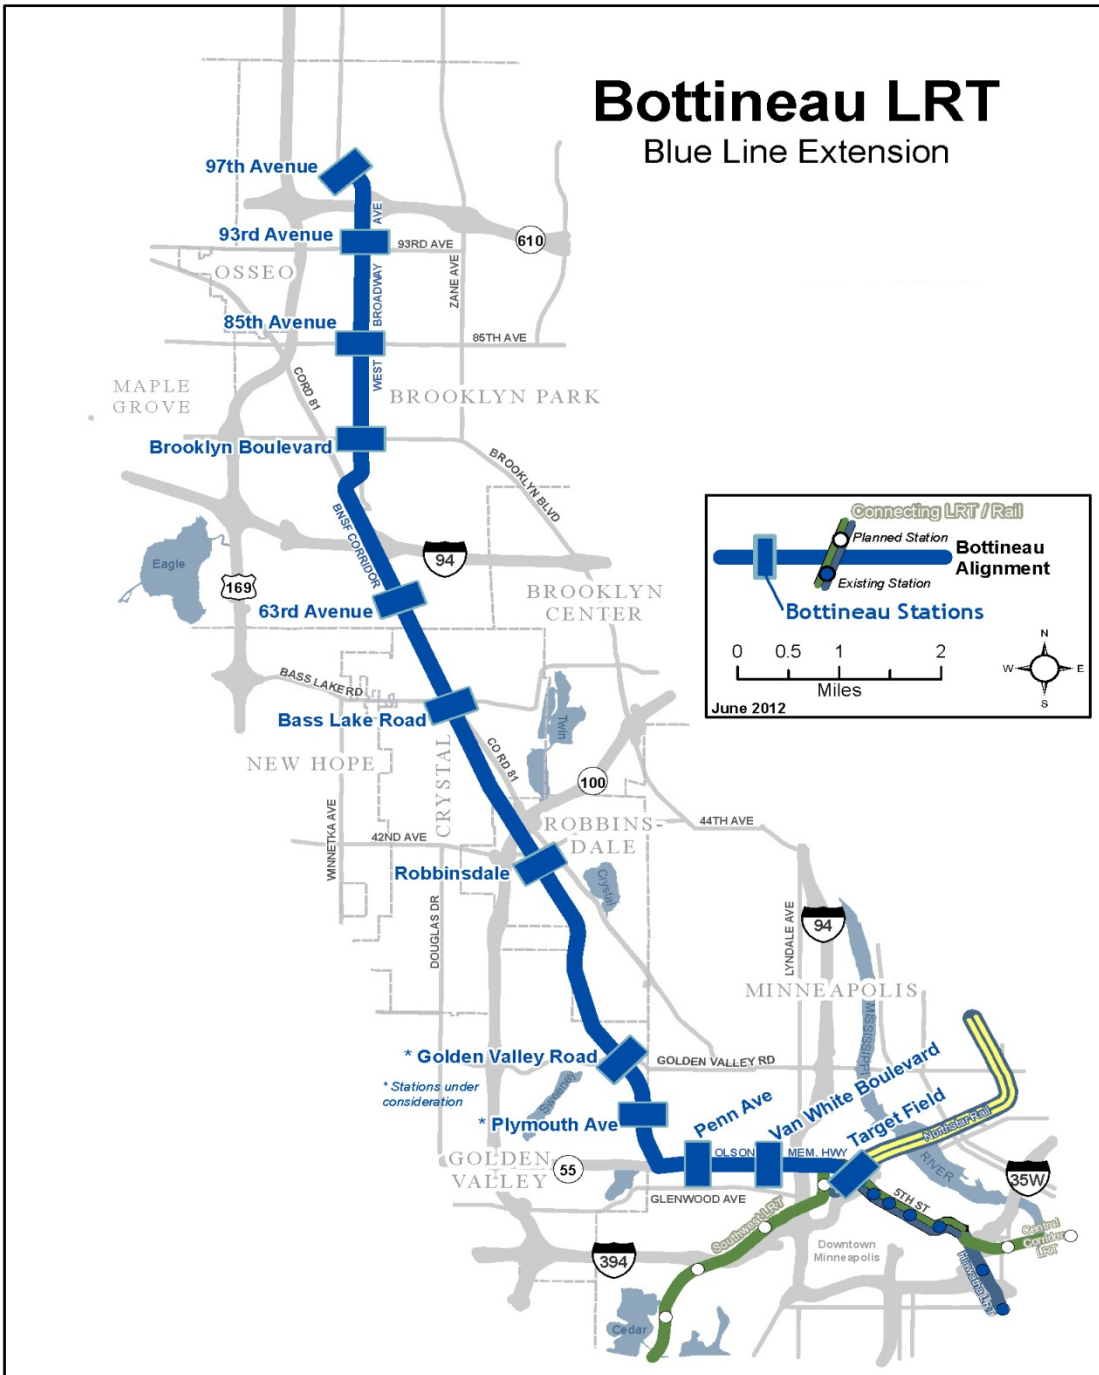 Bottineau LRT
Blue Line Extension
97th Avenue
AVE
93rd Avenue
93RD AVE
610
OSSEO
ZANE AVE
BROADWAY
85th Avenue
85TH AVE
WEST
CORD 81
MAPLE
GROVE
BROOKLYN PARK
Brooklyn Boulevard
BROOKLYN BLVD
BNSF CORRIDOR
Eagle
94
169
63rd Avenue
BROOKLYN
CENTER
Connecting LRT / Rail
Planned Station
Bottineau
Alignment
Existing Station
Bottineau Stations
0 0.5 1 2
Miles
N
W E
S
June 2012
BASS LAKE RD
Bass Lake Road
Twin
CO RD 81
NEW HOPE
CRYSTAL
100
WINNETKA AVE
42ND AVE
ROBBINS-
DALE
44TH AVE
Robbinsdale
Crystal
DOUGLAS DR
LYNDALE AVE
94
MINNEAPOLIS
MISSISSIPPI
RIVER
* Golden Valley Road
GOLDEN VALLEY RD
* Stations under
consideration
Sweeney
* Plymouth Ave
Penn Ave
Van White Boulevard
Target Field
Northstar Rail
OLSON MEM. HWY
GOLDEN
VALLEY
55
GLENWOOD AVE
35W
5TH ST
Southwest LRT
Downtown
Minneapolis
Central
Corridor
LRT
Hiawatha LRT
394
Cedar